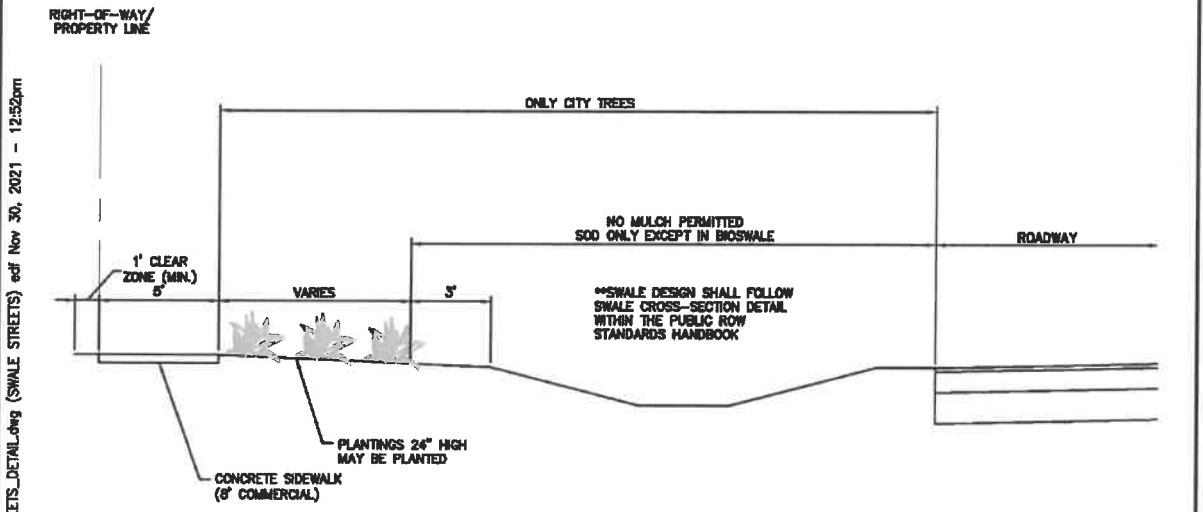 RIGHT-OF-WAY/
PROPERTY LINE
ONLY CITY TREES
NO MULCH PERMITTED
SOD ONLY EXCEPT IN BIOSWALE
ROADWAY
1' CLEAR
ZONE (MIN.)
5'
VARIES
3'
**SWALE DESIGN SHALL FOLLOW
SWALE CROSS-SECTION DETAIL
WITHIN THE PUBLIC ROW
STANDARDS HANDBOOK
PLANTINGS 24" HIGH
MAY BE PLANTED
CONCRETE SIDEWALK
(8' COMMERCIAL)
ETS_DETAIL.dwg (SWALE STREETS) edf Nov 30, 2021 - 12:52pm